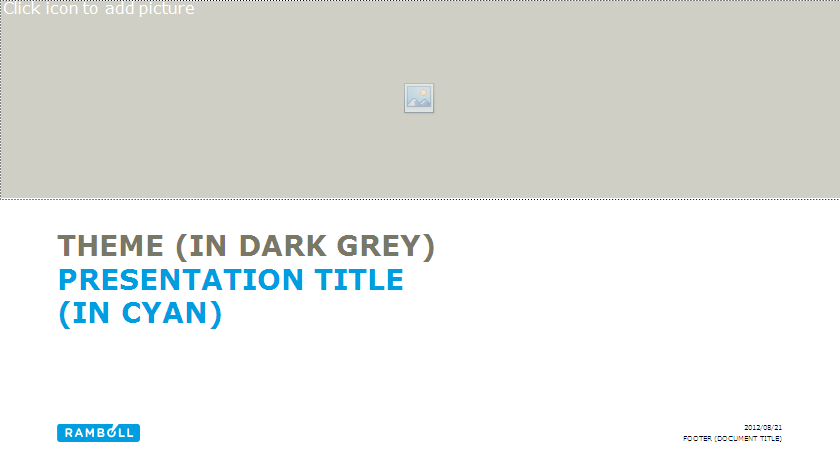 Click icon to add picture
THEME (IN DARK GREY)
PRESENTATION TITLE
(IN CYAN)
RAMBOLL
2012/08/21
FOOTER (DOCUMENT TITLE)